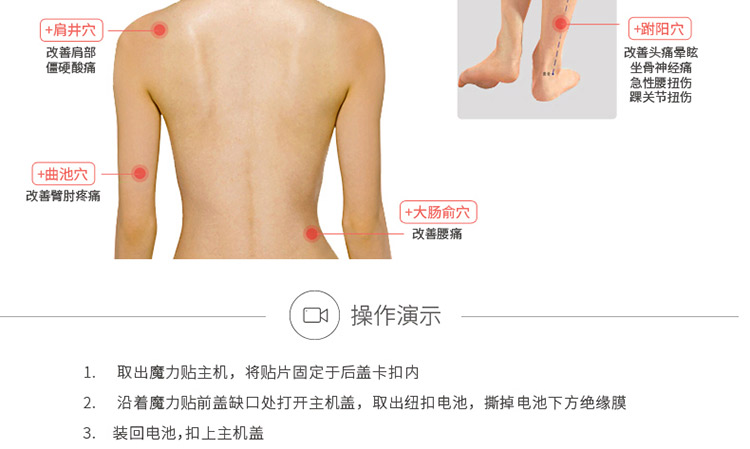 +肩井穴
改善肩部
僵硬酸痛
+跗阳穴
改善头痛晕眩
坐骨神经痛
急性腰扭伤
踝关节扭伤
+曲池穴
改善臂肘疼痛
+大肠俞穴
改善腰痛
操作演示
1. 取出魔力贴主机，将贴片固定于后盖卡扣内
2. 沿着魔力贴前盖缺口处打开主机盖，取出纽扣电池，撕掉电池下方绝缘膜
3. 装回电池,扣上主机盖